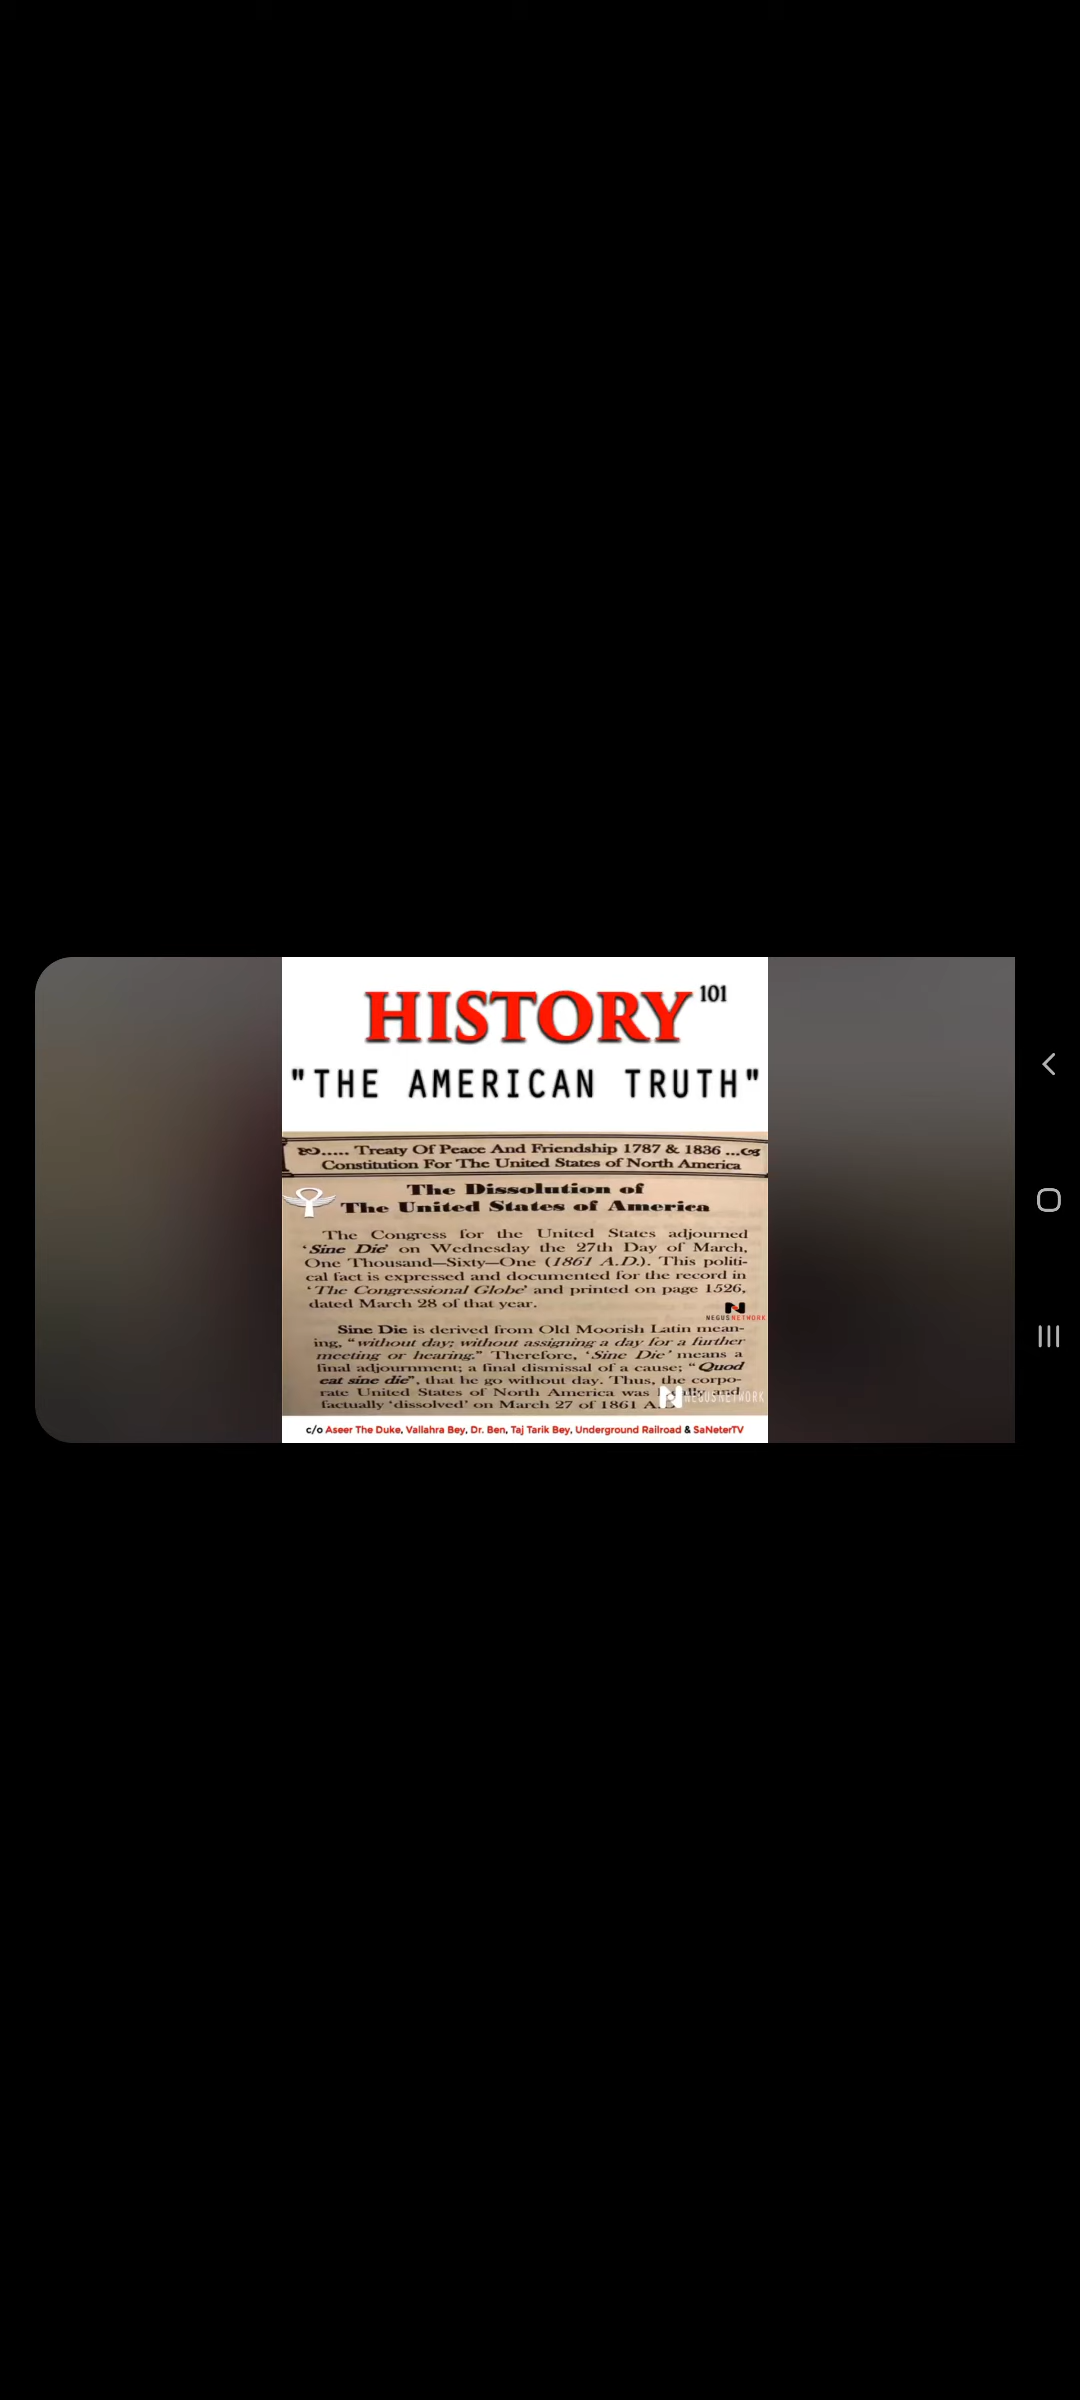 HISTORY 101
"THE AMERICAN TRUTH"
..... Treaty Of Peace And Friendship 1787 & 1836 ...
Constitution For The United States of North America
The Dissolution of
The United States of America
The Congress for the United States adjourned
'Sine Die' on Wednesday the 27th Day of March,
One Thousand—Sixty—One (1861 A.D.). This politi-
cal fact is expressed and documented for the record in
'The Congressional Globe' and printed on page 1526,
dated March 28 of that year.
NEGUSNETWORK
Sine Die is derived from Old Moorish Latin mean-
ing, "without day; without assigning a day for a further
meeting or hearing." Therefore, 'Sine Die' means a
final adjournment; a final dismissal of a cause; "Quod
eat sine die", that he go without day. Thus, the corpo-
rate United States of North America was and
NEGUSNETWORK
factually 'dissolved' on March 27 of 1861
c/o Aseer The Duke, Vallahra Bey, Dr. Ben, Taj Tarik Bey, Underground Railroad & SaNeterTV